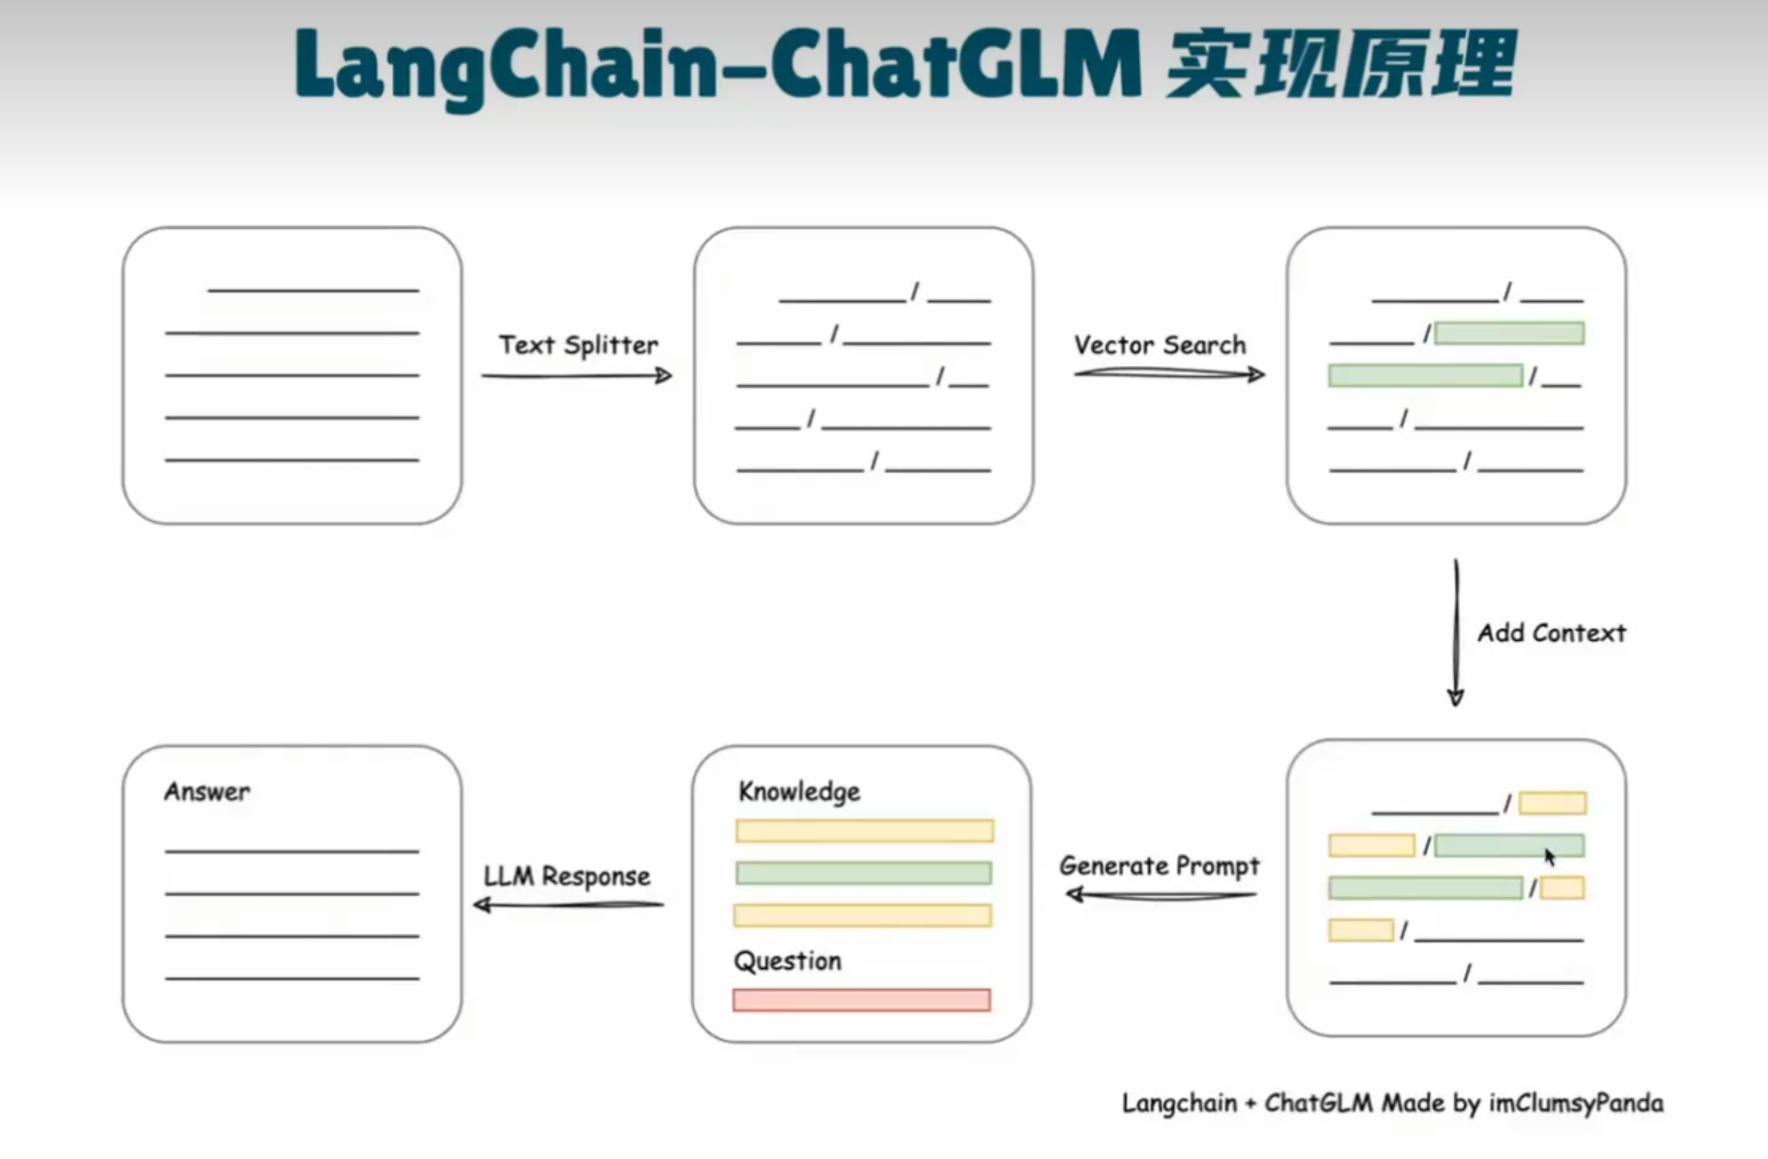 LangChain-ChatGLM 实现原理
Text Splitter
Vector Search
Add Context
Answer
Knowledge
Question
LLM Response
Generate Prompt
Langchain + ChatGLM Made by imClumsyPanda